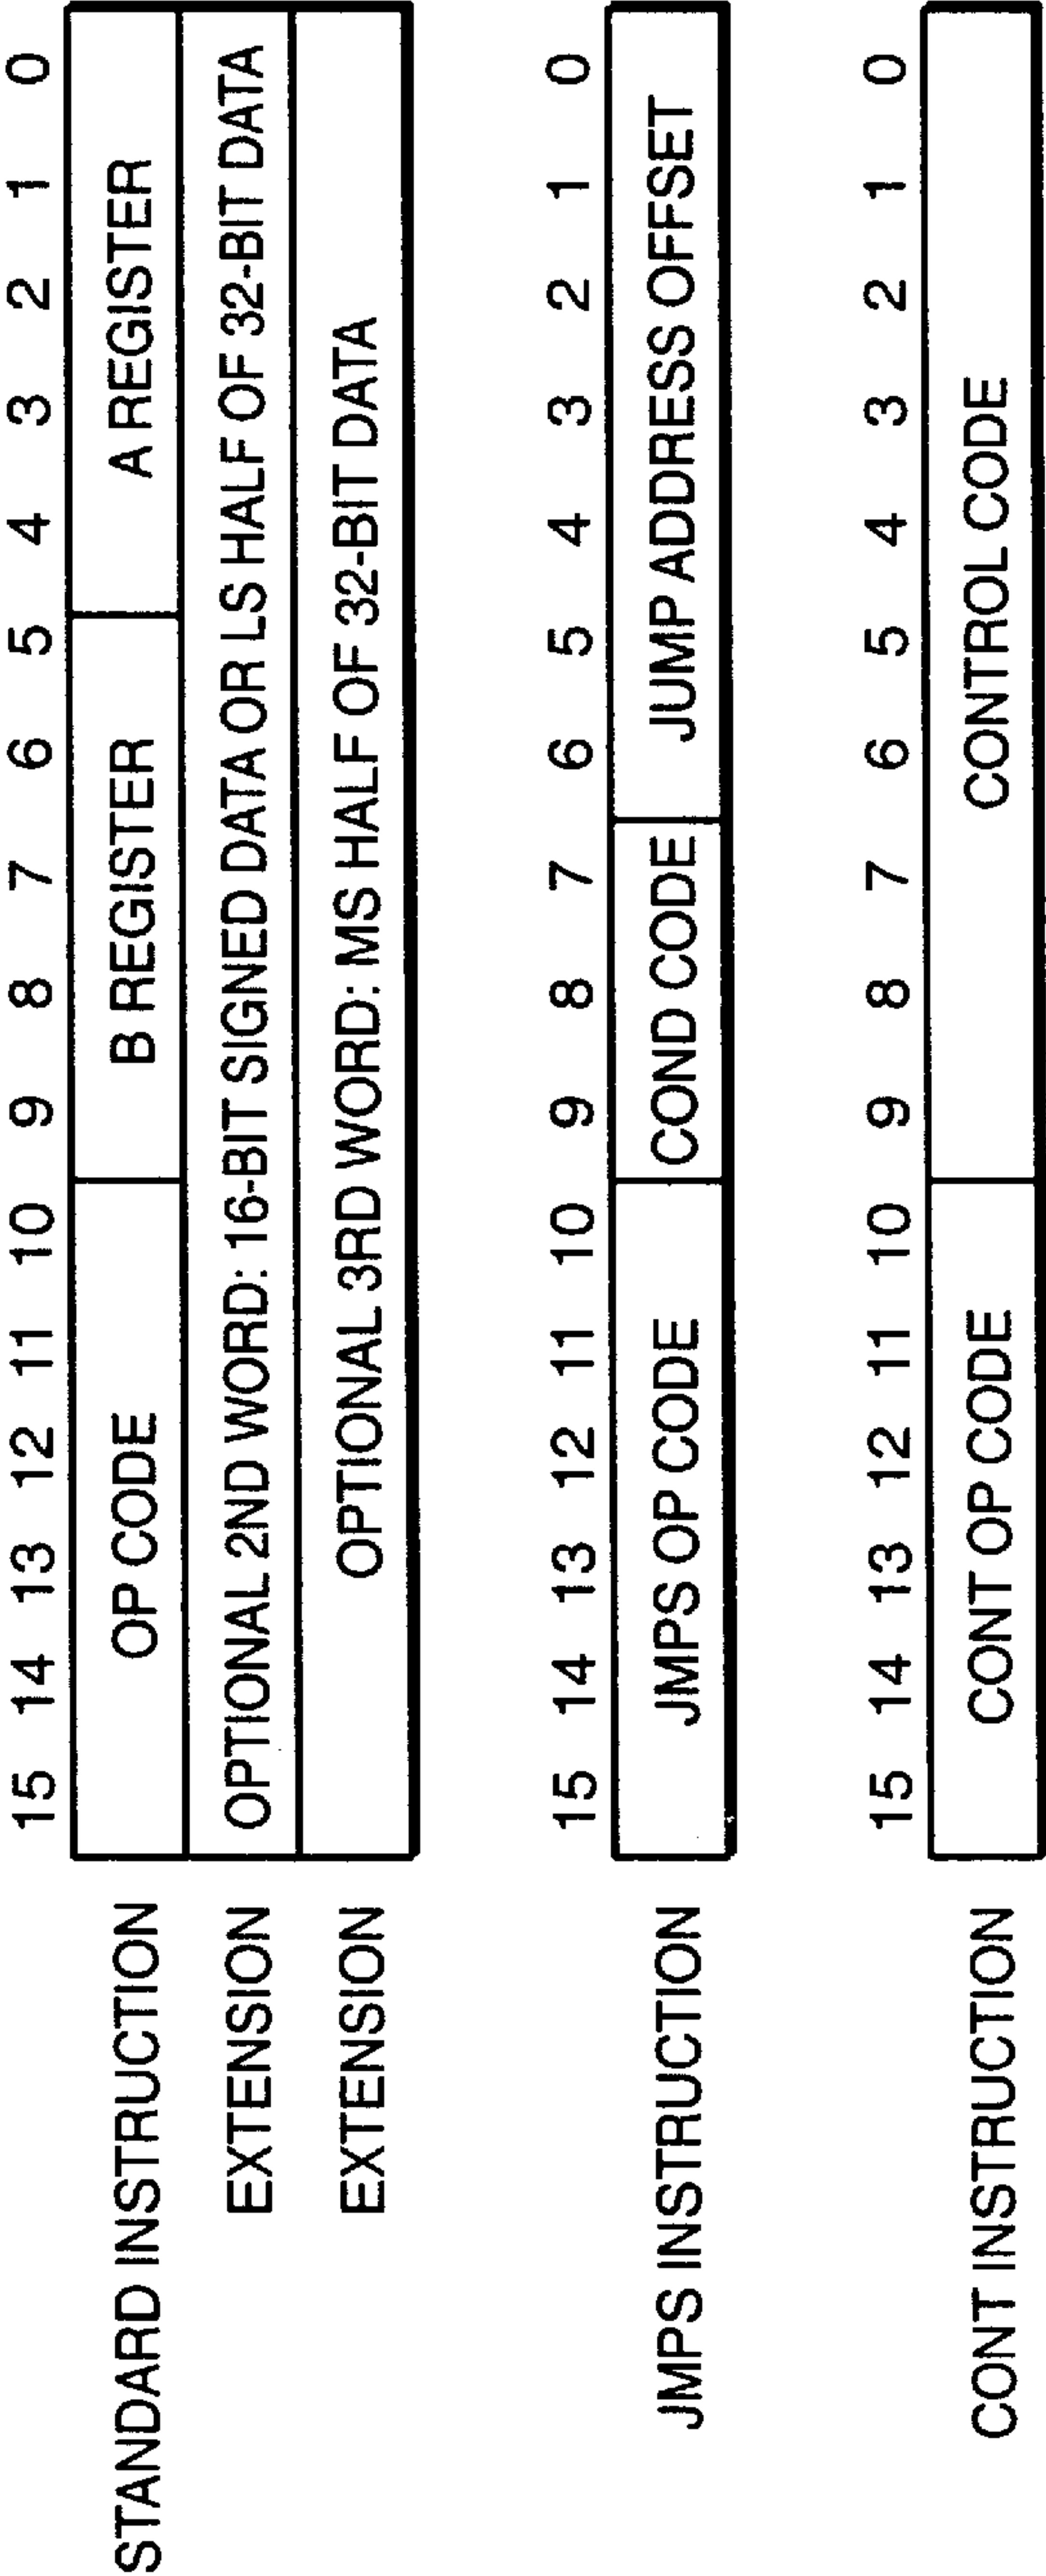 15 14 13 12 11 10 9 8 7 6 5 4 3 2 1 0
STANDARD INSTRUCTION OP CODE B REGISTER A REGISTER
EXTENSION OPTIONAL 2ND WORD: 16-BIT SIGNED DATA OR LS HALF OF 32-BIT DATA
EXTENSION OPTIONAL 3RD WORD: MS HALF OF 32-BIT DATA
15 14 13 12 11 10 9 8 7 6 5 4 3 2 1 0
JMPS INSTRUCTION JMPS OP CODE COND CODE JUMP ADDRESS OFFSET
15 14 13 12 11 10 9 8 7 6 5 4 3 2 1 0
CONT INSTRUCTION CONT OP CODE CONTROL CODE